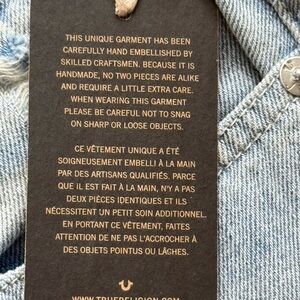 THIS UNIQUE GARMENT HAS BEEN
CAREFULLY HAND EMBELLISHED BY
SKILLED CRAFTSMEN. BECAUSE IT IS
HANDMADE, NO TWO PIECES ARE ALIKE
AND REQUIRE A LITTLE EXTRA CARE.
WHEN WEARING THIS GARMENT
PLEASE BE CAREFUL NOT TO SNAG
ON SHARP OR LOOSE OBJECTS.
CE VÊTEMENT UNIQUE A ÉTÉ
SOIGNEUSEMENT EMBELLI À LA MAIN
PAR DES ARTISANS QUALIFIÉS. PARCE
QUE IL EST FAIT À LA MAIN, N'Y A PAS
DEUX PIÈCES IDENTIQUES ET ILS
NÉCESSITENT UN PETIT SOIN ADDITIONNEL.
EN PORTANT CE VÊTEMENT, FAITES
ATTENTION DE NE PAS L'ACCROCHER À
DES OBJETS POINTUS OU LÂCHES.
WWW.TRUERELIGION.COM